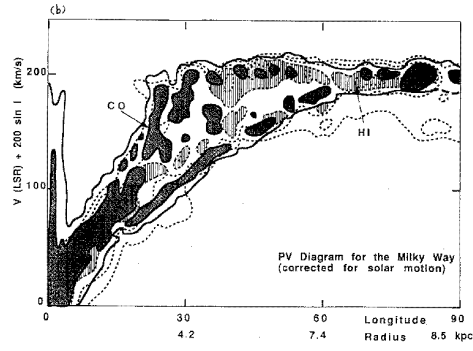 (b)
V (LSR) + 200 sin l (km/s)
200
100
0
CO
HI
PV Diagram for the Milky Way
(corrected for solar motion)
0 30 60 90
Longitude
4.2 7.4 Radius 8.5 kpc